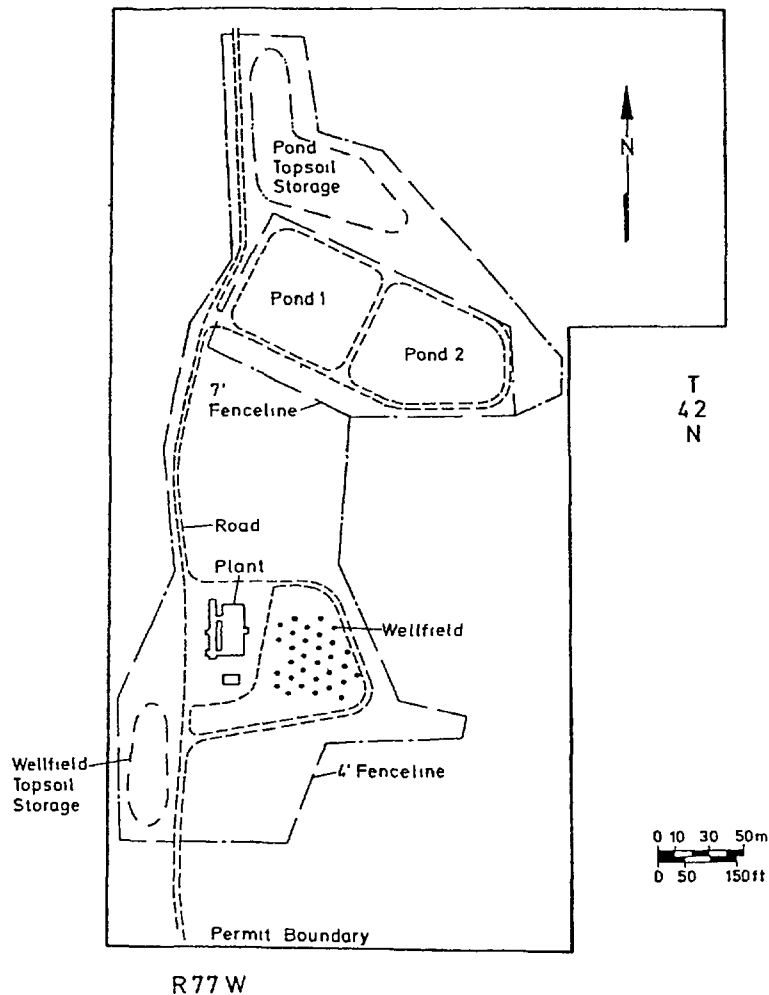 N
Pond
Topsoil
Storage
Pond 1
Pond 2
T
42
N
7'
Fenceline
Road
Plant
Wellfield
Wellfield
Topsoil
Storage
4' Fenceline
0 10 30 50m
0 50 150ft
Permit Boundary
R77W